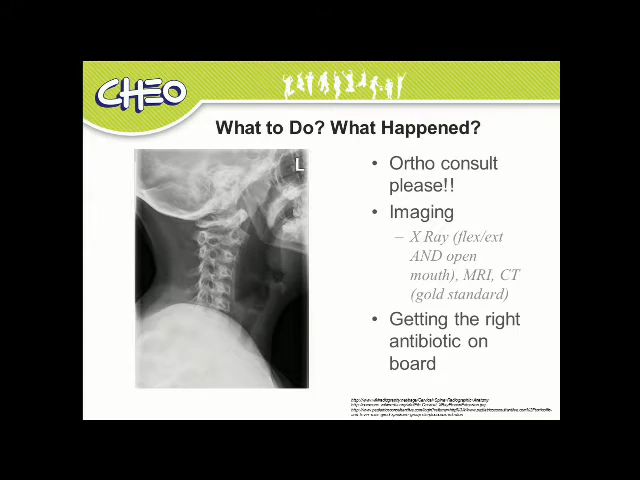 CHEO
What to Do? What Happened?
L
• Ortho consult
please!!
• Imaging
– X Ray (flex/ext
AND open
mouth), MRI, CT
(gold standard)
• Getting the right
antibiotic on
board